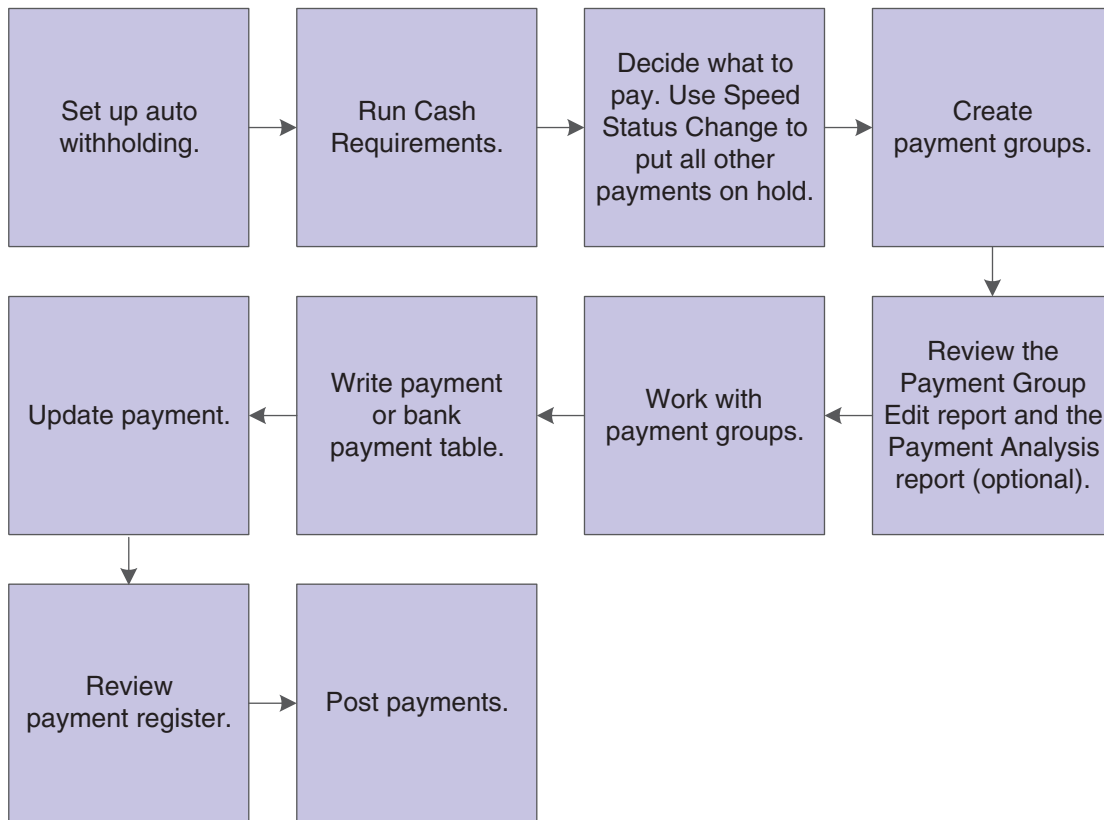 Set up auto
withholding.
Run Cash
Requirements.
Decide what to
pay. Use Speed
Status Change to
put all other
payments on hold.
Create
payment groups.
Review the
Payment Group
Edit report and the
Payment Analysis
report (optional).
Work with
payment groups.
Write payment
or bank
payment table.
Update payment.
Review
payment register.
Post payments.